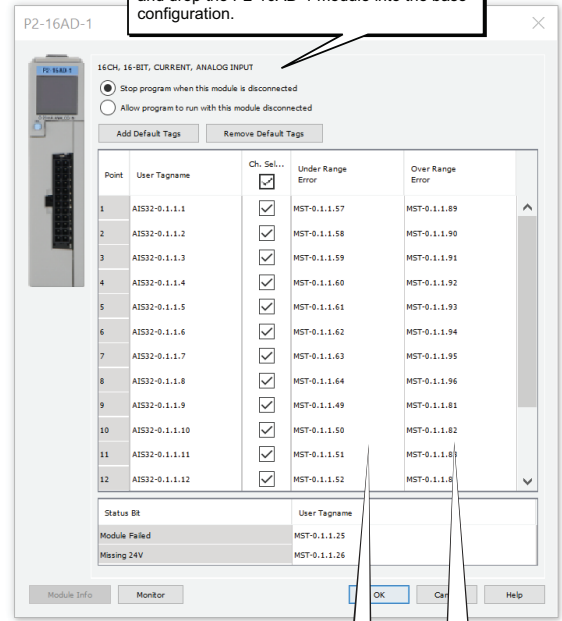 and drop the P2-16AD-1 module into the base
configuration.
P2-16AD-1
P2-16AD-1
16CH, 16-BIT, CURRENT, ANALOG INPUT
Stop program when this module is disconnected
Allow program to run with this module disconnected
Add Default Tags Remove Default Tags
Point User Tagname Ch. Sel... Under Range Error Over Range Error
1 AIS32-0.1.1.1 MST-0.1.1.57 MST-0.1.1.89
2 AIS32-0.1.1.2 MST-0.1.1.58 MST-0.1.1.90
3 AIS32-0.1.1.3 MST-0.1.1.59 MST-0.1.1.91
4 AIS32-0.1.1.4 MST-0.1.1.60 MST-0.1.1.92
5 AIS32-0.1.1.5 MST-0.1.1.61 MST-0.1.1.93
6 AIS32-0.1.1.6 MST-0.1.1.62 MST-0.1.1.94
7 AIS32-0.1.1.7 MST-0.1.1.63 MST-0.1.1.95
8 AIS32-0.1.1.8 MST-0.1.1.64 MST-0.1.1.96
9 AIS32-0.1.1.9 MST-0.1.1.49 MST-0.1.1.81
10 AIS32-0.1.1.10 MST-0.1.1.50 MST-0.1.1.82
11 AIS32-0.1.1.11 MST-0.1.1.51
12 AIS32-0.1.1.12 MST-0.1.1.52
Status Bit User Tagname
Module Failed MST-0.1.1.25
Missing 24V MST-0.1.1.26
Module Info Monitor OK Help